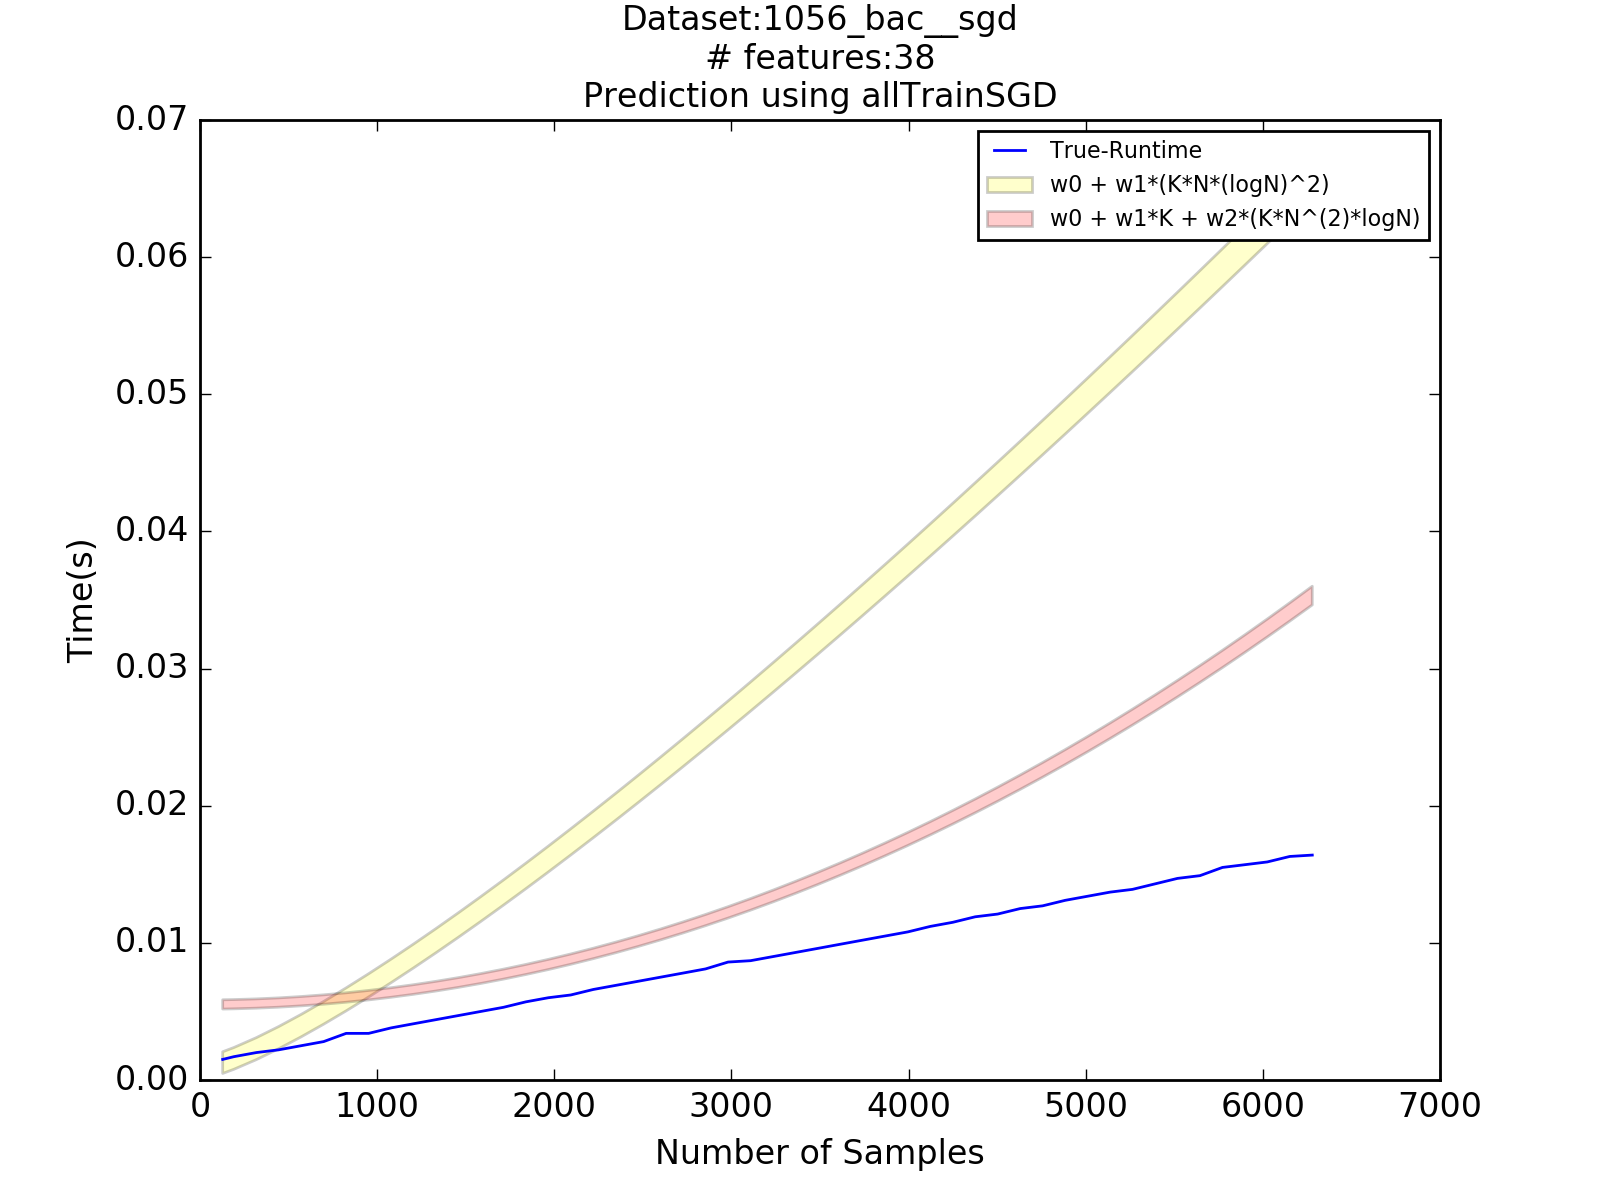 Dataset:1056_bac__sgd
# features:38
Prediction using allTrainSGD
0.07
0.06
0.05
0.04
0.03
0.02
0.01
0.00
Time(s)
True-Runtime
w0 + w1*(K*N*(logN)^2)
w0 + w1*K + w2*(K*N^(2)*logN)
0 1000 2000 3000 4000 5000 6000 7000
Number of Samples